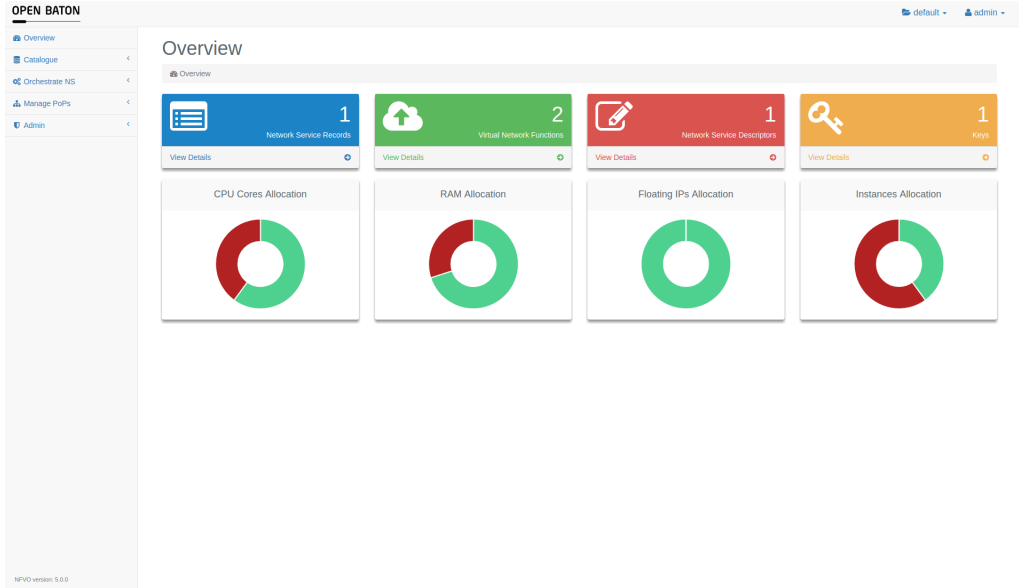 OPEN BATON
default
admin
Overview
Catalogue
Orchestrate NS
Manage PoPs
Admin
Overview
Overview
1
Network Service Records
View Details
2
Virtual Network Functions
View Details
1
Network Service Descriptors
View Details
1
Keys
View Details
CPU Cores Allocation
RAM Allocation
Floating IPs Allocation
Instances Allocation
NFVO version: 5.0.0